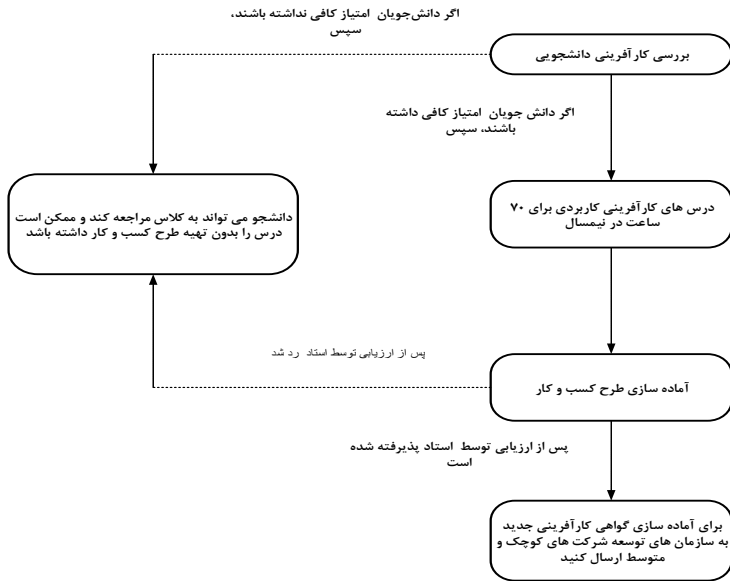 اگر دانش‌جویان امتیاز کافی نداشته باشند،
سپس
بررسی کارآفرینی دانشجویی
اگر دانش جویان امتیاز کافی داشته
باشند، سپس
درس های کارآفرینی کاربردی برای ۷۰
ساعت در نیمسال
دانشجو می تواند به کلاس مراجعه کند و ممکن است
درس را بدون تهیه طرح کسب و کار داشته باشد
پس از ارزیابی توسط استاد رد شد
آماده سازی طرح کسب و کار
پس از ارزیابی توسط استاد پذیرفته شده
است
برای آماده سازی گواهی کارآفرینی جدید
به سازمان های توسعه شرکت های کوچک و
متوسط ارسال کنید